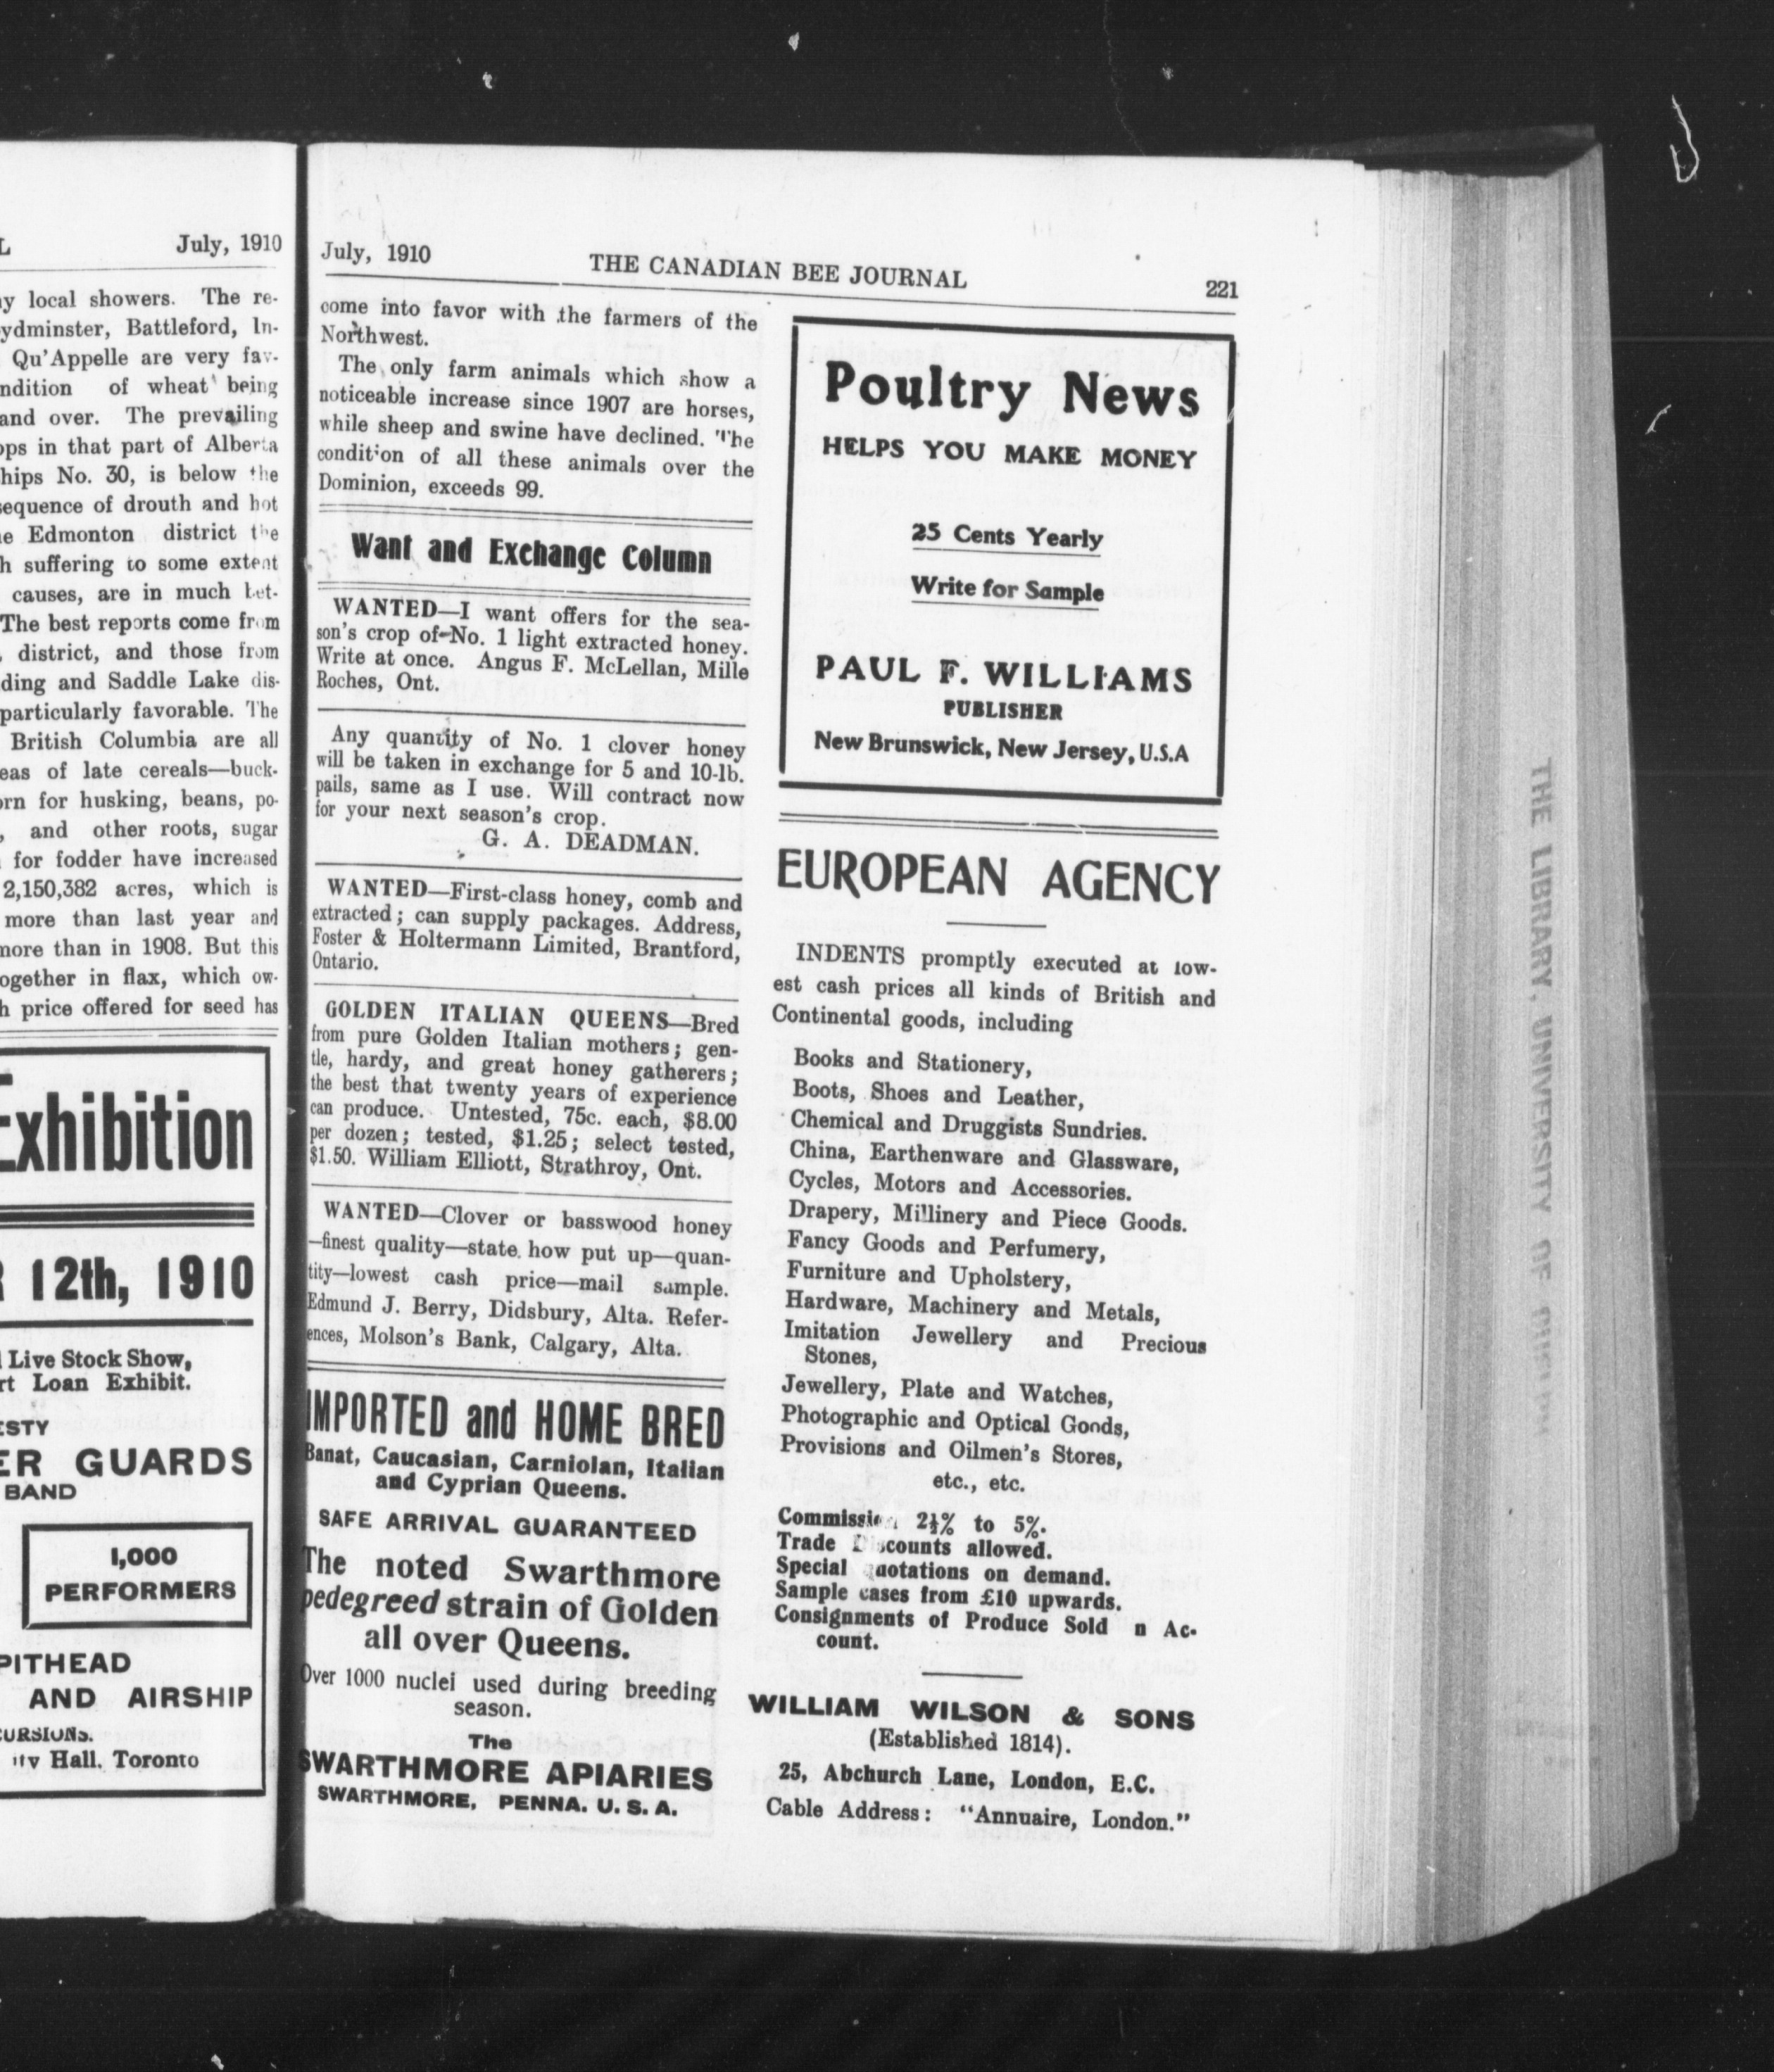 July, 1910
y local showers. The re-
ydminster, Battleford, In-
Qu'Appelle are very fav-
ndition of wheat being
and over. The prevailing
ops in that part of Alberta
hips No. 30, is below the
sequence of drouth and hot
e Edmonton district the
h suffering to some extent
causes, are in much bet-
The best reports come from
district, and those from
ding and Saddle Lake dis-
particularly favorable. The
British Columbia are all
eas of late cereals—buck-
orn for husking, beans, po-
, and other roots, sugar
for fodder have increased
2,150,382 acres, which is
more than last year and
more than in 1908. But this
ogether in flax, which ow-
h price offered for seed has
Exhibition
R 12th, 1910
Live Stock Show,
rt Loan Exhibit.
ESTY
ER GUARDS
BAND
1,000
PERFORMERS
PITHEAD
AND AIRSHIP
CURSIONS.
ity Hall. Toronto
July, 1910
THE CANADIAN BEE JOURNAL
221
come into favor with the farmers of the
Northwest.
The only farm animals which show a
noticeable increase since 1907 are horses,
while sheep and swine have declined. The
condition of all these animals over the
Dominion, exceeds 99.
Want and Exchange Column
WANTED—I want offers for the sea-
son's crop of No. 1 light extracted honey.
Write at once. Angus F. McLellan, Mille
Roches, Ont.
Any quantity of No. 1 clover honey
will be taken in exchange for 5 and 10-lb.
pails, same as I use. Will contract now
for your next season's crop.
G. A. DEADMAN.
WANTED—First-class honey, comb and
extracted; can supply packages. Address,
Foster & Holtermann Limited, Brantford,
Ontario.
GOLDEN ITALIAN QUEENS—Bred
from pure Golden Italian mothers; gen-
tle, hardy, and great honey gatherers;
the best that twenty years of experience
can produce. Untested, 75c. each, $8.00
per dozen; tested, $1.25; select tested,
$1.50. William Elliott, Strathroy, Ont.
WANTED—Clover or basswood honey
—finest quality—state how put up—quan-
tity—lowest cash price—mail sample.
Edmund J. Berry, Didsbury, Alta. Refer-
ences, Molson's Bank, Calgary, Alta.
IMPORTED and HOME BRED
Banat, Caucasian, Carniolan, Italian
and Cyprian Queens.
SAFE ARRIVAL GUARANTEED
The noted Swarthmore
pedegreed strain of Golden
all over Queens.
Over 1000 nuclei used during breeding
season.
The
SWARTHMORE APIARIES
SWARTHMORE, PENNA. U. S. A.
Poultry News
HELPS YOU MAKE MONEY
25 Cents Yearly
Write for Sample
PAUL F. WILLIAMS
PUBLISHER
New Brunswick, New Jersey, U.S.A
EUROPEAN AGENCY
INDENTS promptly executed at low-
est cash prices all kinds of British and
Continental goods, including
Books and Stationery,
Boots, Shoes and Leather,
Chemical and Druggists Sundries.
China, Earthenware and Glassware,
Cycles, Motors and Accessories.
Drapery, Millinery and Piece Goods.
Fancy Goods and Perfumery,
Furniture and Upholstery,
Hardware, Machinery and Metals,
Imitation Jewellery and Precious
Stones,
Jewellery, Plate and Watches,
Photographic and Optical Goods,
Provisions and Oilmen's Stores,
etc., etc.
Commission 2½% to 5%.
Trade Discounts allowed.
Special quotations on demand.
Sample cases from £10 upwards.
Consignments of Produce Sold n Ac-
count.
WILLIAM WILSON & SONS
(Established 1814).
25, Abchurch Lane, London, E.C.
Cable Address: "Annuaire, London."
THE LIBRARY, UNIVERSITY OF